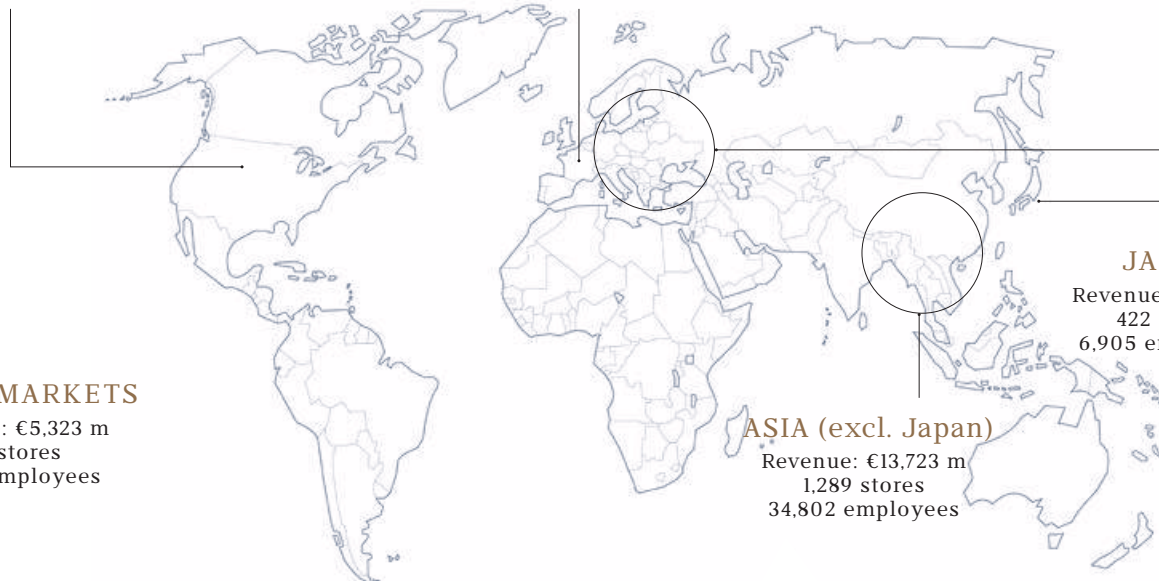 MARKETS
: €5,323 m
stores
employees
ASIA (excl. Japan)
Revenue: €13,723 m
1,289 stores
34,802 employees
JA
Revenue
422
6,905 e